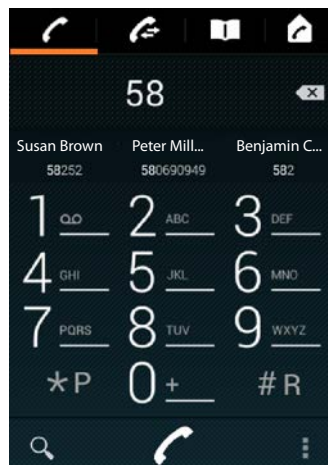 58
Susan Brown Peter Mill... Benjamin C...
58252 580690949 582
1 2 ABC 3 DEF
4 GHI 5 JKL 6 MNO
7 PQRS 8 TUV 9 WXYZ
*P 0 + #R